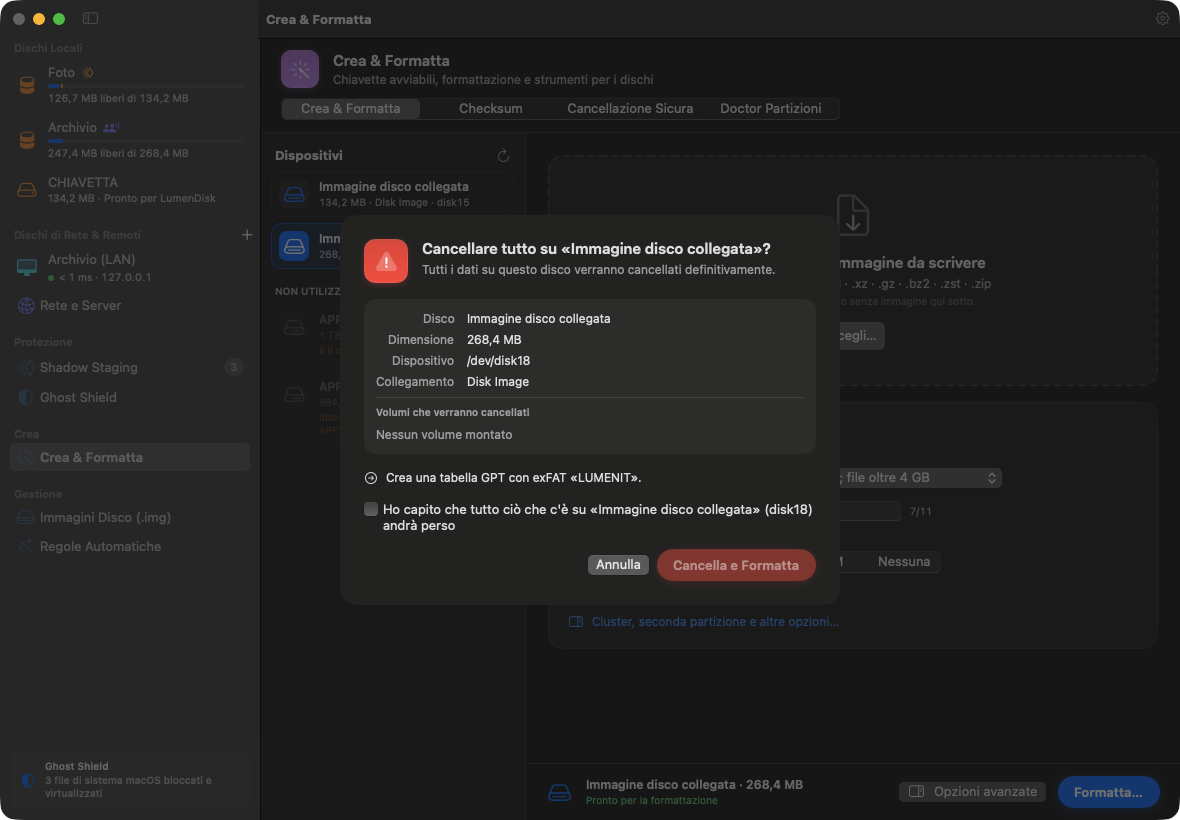 Crea & Formatta
Dischi Locali
Foto
126,7 MB liberi di 134,2 MB
Archivio
247,4 MB liberi di 268,4 MB
CHIAVETTA
134,2 MB · Pronto per LumenDisk
Dischi di Rete & Remoti
Archivio (LAN)
< 1 ms · 127.0.0.1
Rete e Server
Protezione
Shadow Staging
3
Ghost Shield
Crea
Crea & Formatta
Gestione
Immagini Disco (.img)
Regole Automatiche
Ghost Shield
3 file di sistema macOS bloccati e
virtualizzati
Crea & Formatta
Chiavette avviabili, formattazione e strumenti per i dischi
Crea & Formatta
Checksum
Cancellazione Sicura
Doctor Partizioni
Dispositivi
Immagine disco collegata
134,2 MB · Disk Image · disk15
Imm
268,
NON UTILIZZ
APP
1 TB
È il d
APP
994,
disco
APFS
mmagine da scrivere
· .xz · .gz · .bz2 · .zst · .zip
o senza immagine qui sotto.
cegli...
; file oltre 4 GB
7/11
Nessuna
Cluster, seconda partizione e altre opzioni...
Cancellare tutto su «Immagine disco collegata»?
Tutti i dati su questo disco verranno cancellati definitivamente.
Disco Immagine disco collegata
Dimensione 268,4 MB
Dispositivo /dev/disk18
Collegamento Disk Image
Volumi che verranno cancellati
Nessun volume montato
Crea una tabella GPT con exFAT «LUMENIT».
Ho capito che tutto ciò che c'è su «Immagine disco collegata» (disk18)
andrà perso
Annulla
Cancella e Formatta
Immagine disco collegata · 268,4 MB
Pronto per la formattazione
Opzioni avanzate
Formatta...